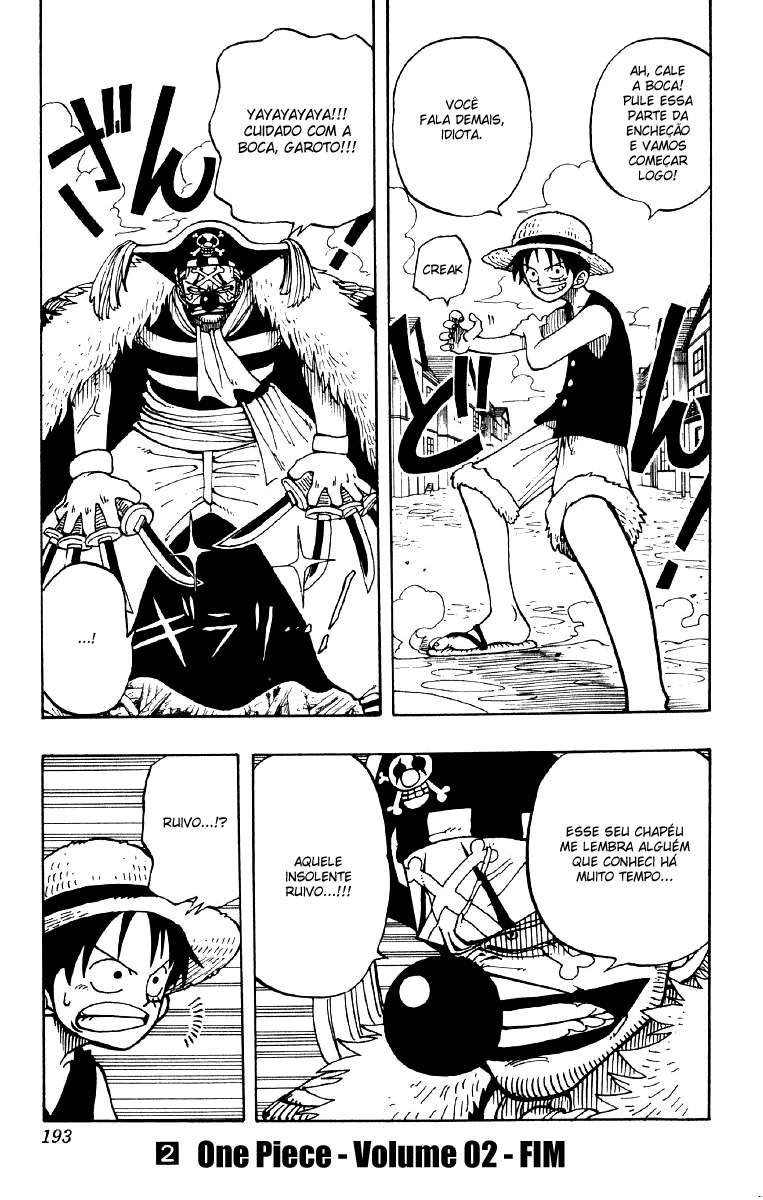 AH, CALE
A BOCA!
PULE ESSA
PARTE DA
ENCHEÇÃO
E VAMOS
COMEÇAR
LOGO!
VOCÊ
FALA DEMAIS,
IDIOTA.
CREAK
どん!
YAYAYAYAYA!!!
CUIDADO COM A
BOCA, GAROTO!!!
ざん!
ギラリ...
...!
ESSE SEU CHAPÉU
ME LEMBRA ALGUÉM
QUE CONHECI HÁ
MUITO TEMPO...
AQUELE
INSOLENTE
RUIVO...!!!
RUIVO...!?
193
2 One Piece - Volume 02 - FIM